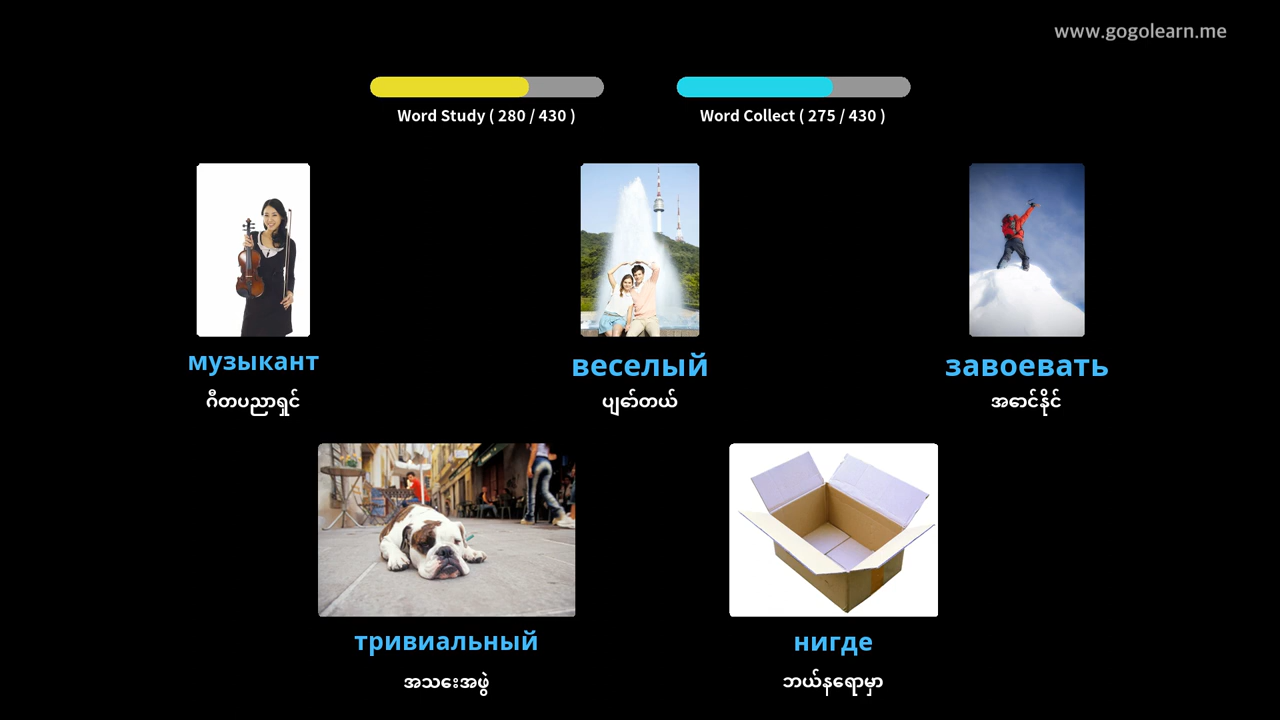 www.gogolearn.me
Word Study ( 280 / 430 )
Word Collect ( 275 / 430 )
музыкант
веселый
завоевать
ဂီတပညာရှင်
ပျော်တယ်
အောင်နိုင်
тривиальный
нигде
အသေးအဖွဲ
ဘယ်နေရာမှာ